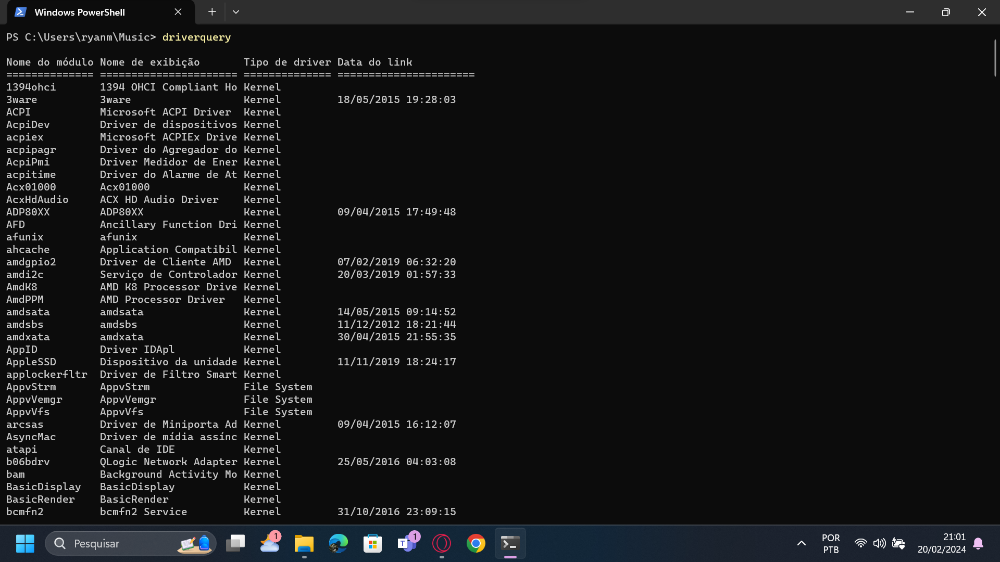 Windows PowerShell
PS C:\Users\ryanm\Music> driverquery
Nome do módulo Nome de exibição       Tipo de driver Data do link
============== ====================== ============== ======================
1394ohci       1394 OHCI Compliant Ho Kernel
3ware          3ware                  Kernel         18/05/2015 19:28:03
ACPI           Microsoft ACPI Driver  Kernel
AcpiDev        Driver de dispositivos Kernel
acpiex         Microsoft ACPIEx Drive Kernel
acpipagr       Driver do Agregador do Kernel
AcpiPmi        Driver Medidor de Ener Kernel
acpitime       Driver do Alarme de At Kernel
Acx01000       Acx01000               Kernel
AcxHdAudio     ACX HD Audio Driver    Kernel
ADP80XX        ADP80XX                Kernel         09/04/2015 17:49:48
AFD            Ancillary Function Dri Kernel
afunix         afunix                 Kernel
ahcache        Application Compatibil Kernel
amdgpio2       Driver de Cliente AMD  Kernel         07/02/2019 06:32:20
amdi2c         Serviço de Controlador Kernel         20/03/2019 01:57:33
AmdK8          AMD K8 Processor Drive Kernel
AmdPPM         AMD Processor Driver   Kernel
amdsata        amdsata                Kernel         14/05/2015 09:14:52
amdsbs         amdsbs                 Kernel         11/12/2012 18:21:44
amdxata        amdxata                Kernel         30/04/2015 21:55:35
AppID          Driver IDApl           Kernel
AppleSSD       Dispositivo da unidade Kernel         11/11/2019 18:24:17
applockerfltr  Driver de Filtro Smart Kernel
AppvStrm       AppvStrm               File System
AppvVemgr      AppvVemgr              File System
AppvVfs        AppvVfs                File System
arcsas         Driver de Miniporta Ad Kernel         09/04/2015 16:12:07
AsyncMac       Driver de mídia assínc Kernel
atapi          Canal de IDE           Kernel
b06bdrv        QLogic Network Adapter Kernel         25/05/2016 04:03:08
bam            Background Activity Mo Kernel
BasicDisplay   BasicDisplay           Kernel
BasicRender    BasicRender            Kernel
bcmfn2         bcmfn2 Service         Kernel         31/10/2016 23:09:15
Pesquisar
1
T
1
POR
PTB
21:01
20/02/2024